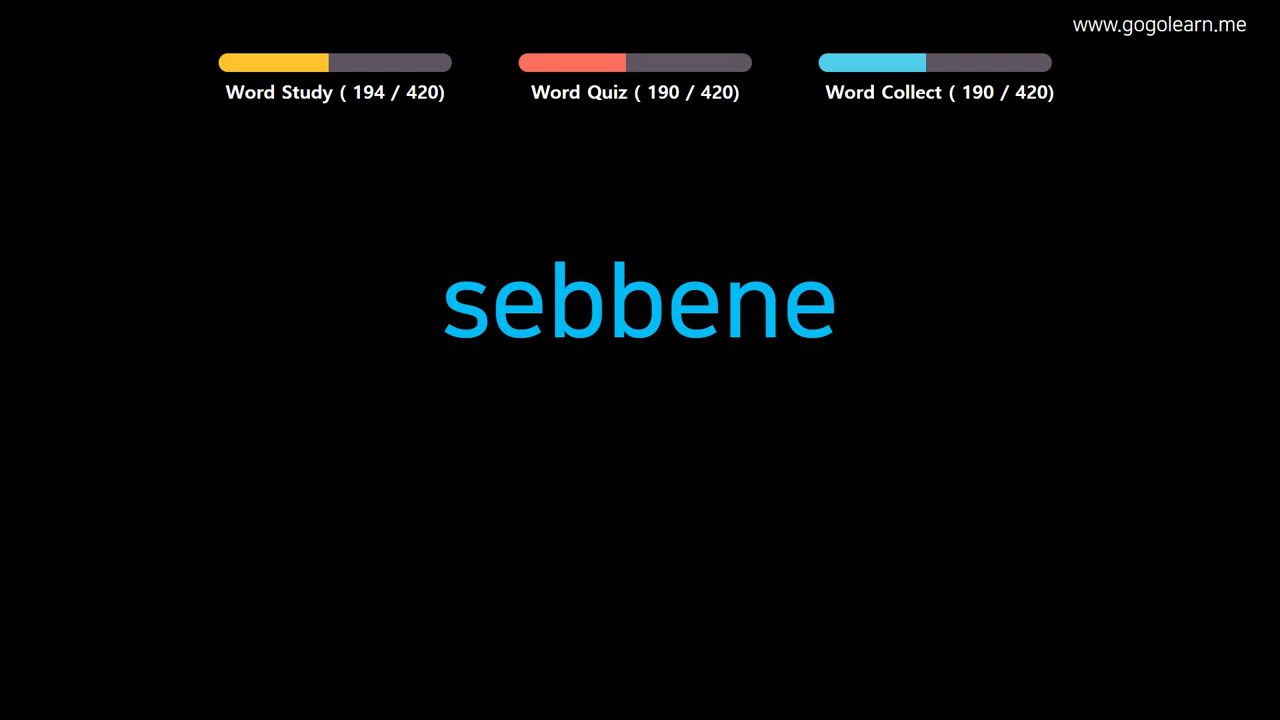 www.gogolearn.me
Word Study ( 194 / 420)
Word Quiz ( 190 / 420)
Word Collect ( 190 / 420)
sebbene